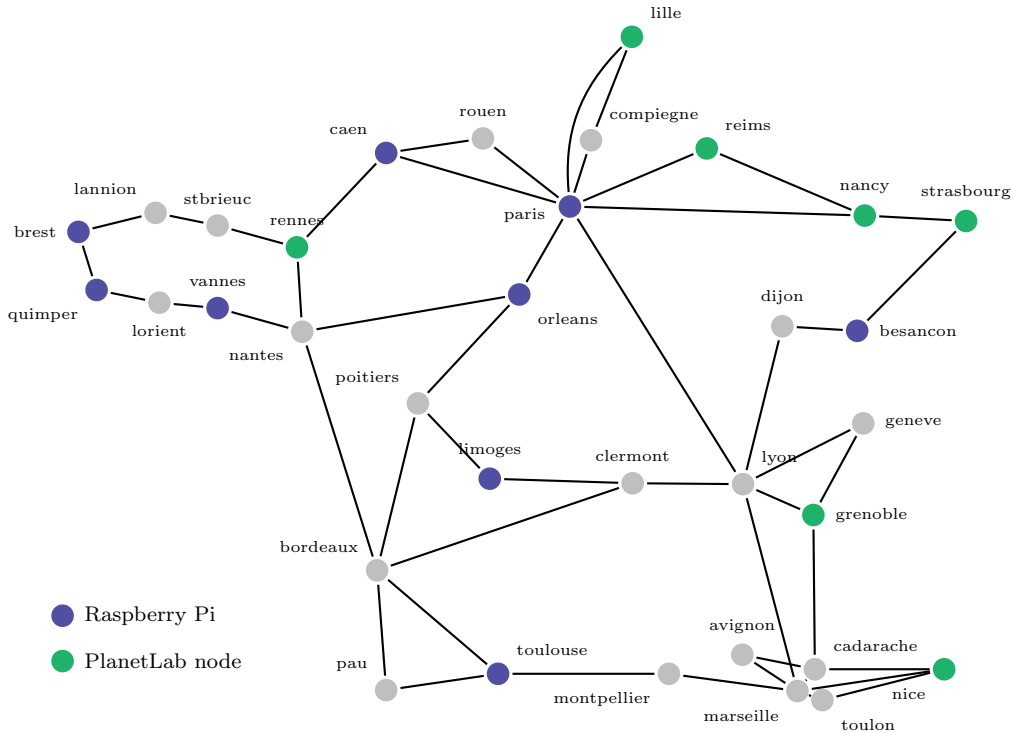 lille
rouen
compiegne
caen
reims
nancy
lannion
stbrieuc
strasbourg
rennes
paris
brest
vannes
dijon
quimper
lorient
orleans
besancon
nantes
poitiers
geneve
limoges
clermont
lyon
grenoble
bordeaux
Raspberry Pi
avignon
cadarache
toulouse
PlanetLab node
pau
nice
montpellier
marseille
toulon